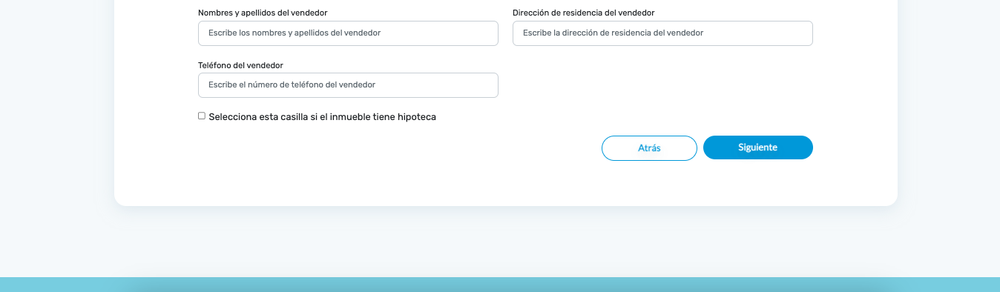 Nombres y apellidos del vendedor
Dirección de residencia del vendedor
Escribe los nombres y apellidos del vendedor
Escribe la dirección de residencia del vendedor
Teléfono del vendedor
Escribe el número de teléfono del vendedor
Selecciona esta casilla si el inmueble tiene hipoteca
Atrás
Siguiente